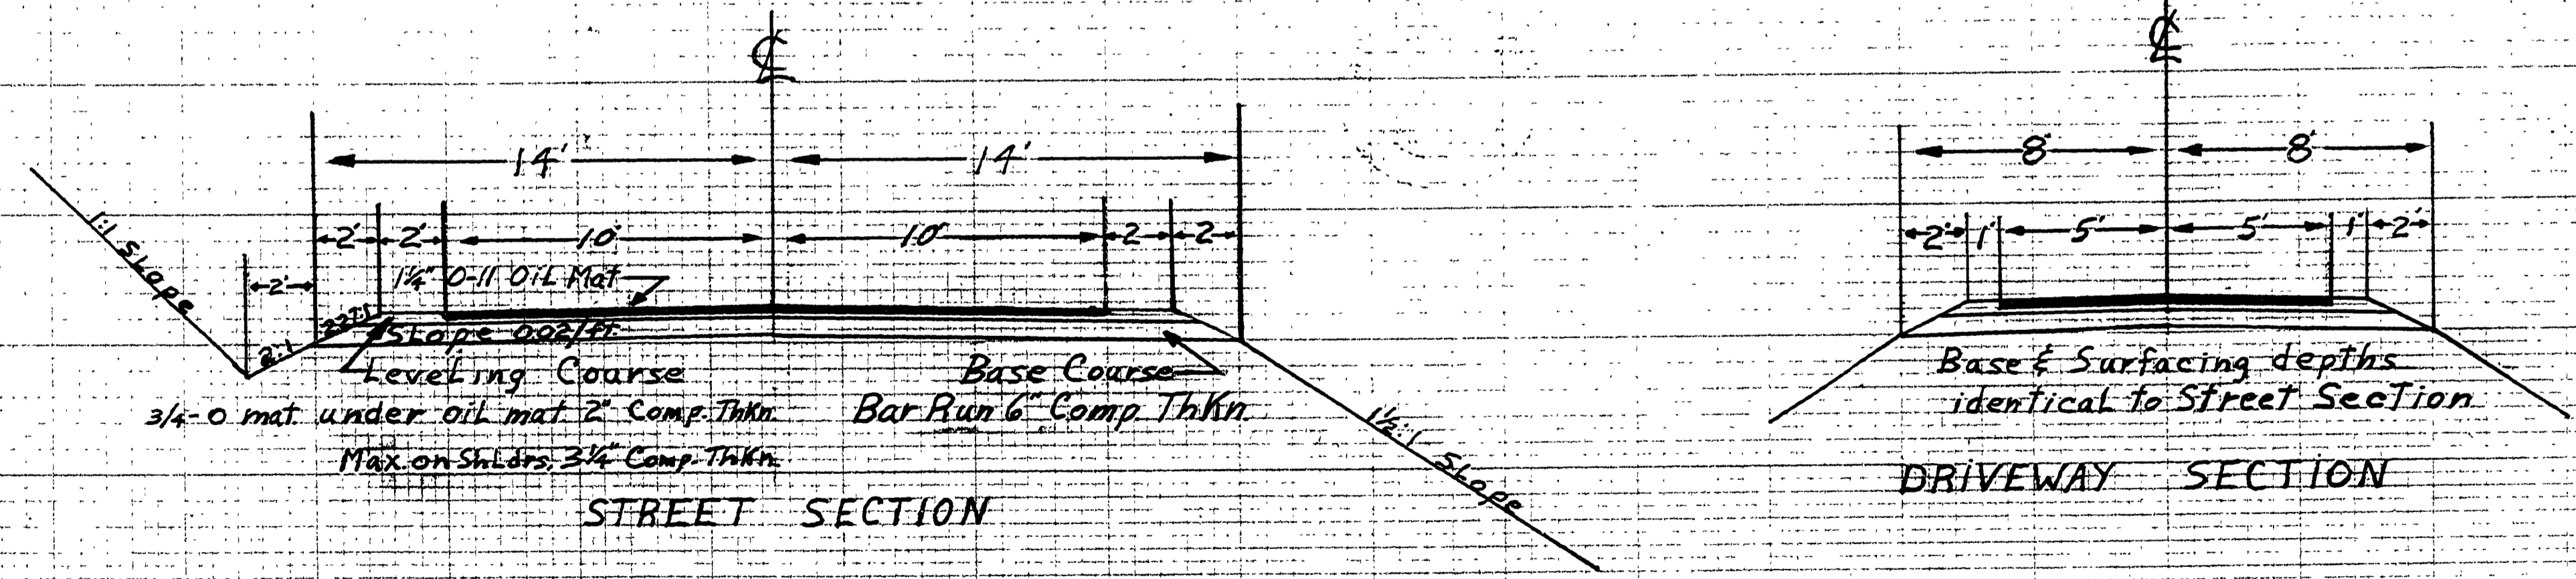 ℄
14' 14'
2' 2' 10' 10' 2 2
1:1 Slope
2'
1¼" O-11 Oil Mat
2:1
Slope 0.02/ft.
Leveling Course
3/4-0 mat. under oil mat 2" Comp. Thkn.
Max. on Shldrs. 3¼" Comp. Thkn.
Base Course
Bar Run 6" Comp. Thkn.
1½:1 Slope
STREET SECTION
℄
8' 8'
2' 1' 5' 5' 1' 2'
Base & Surfacing depths
identical to Street Section
DRIVEWAY SECTION